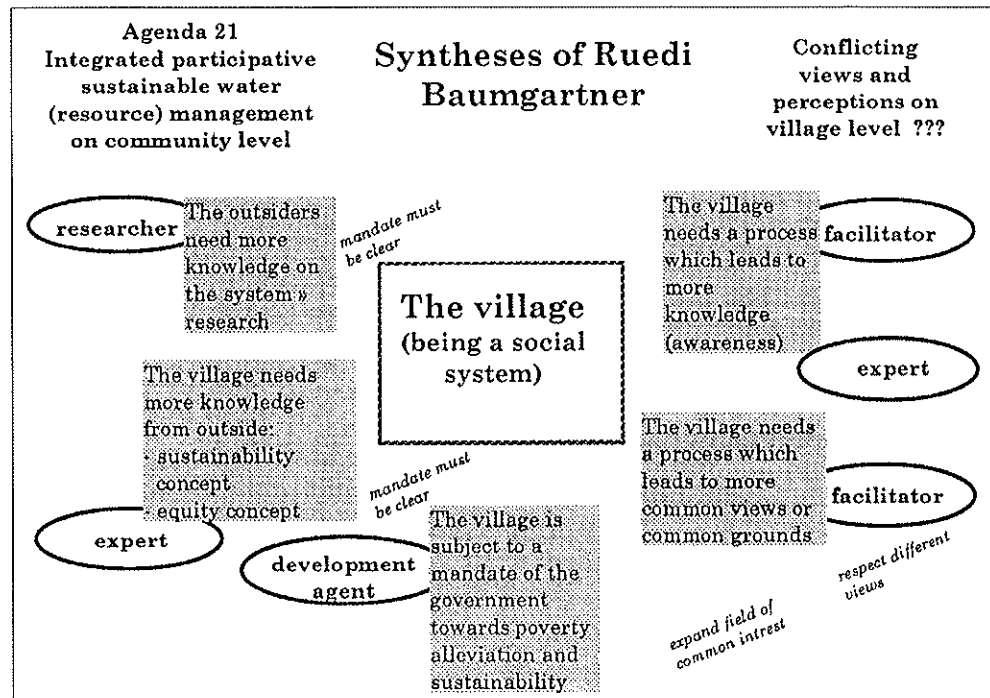 Agenda 21
Integrated participative
sustainable water
(resource) management
on community level
Syntheses of Ruedi
Baumgartner
Conflicting
views and
perceptions on
village level ???
researcher
The outsiders
need more
knowledge on
the system »
research
mandate must
be clear
The village
(being a social
system)
The village
needs a process
which leads to
more
knowledge
(awareness)
facilitator
expert
The village needs
more knowledge
from outside:
- sustainability
concept
- equity concept
expert
mandate must
be clear
development
agent
The village is
subject to a
mandate of the
government
towards poverty
alleviation and
sustainability
The village needs
a process which
leads to more
common views or
common grounds
facilitator
respect different
views
expand field of
common intrest